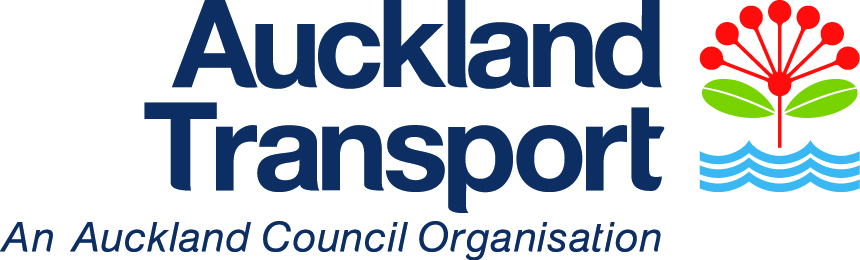 Auckland
Transport
An Auckland Council Organisation